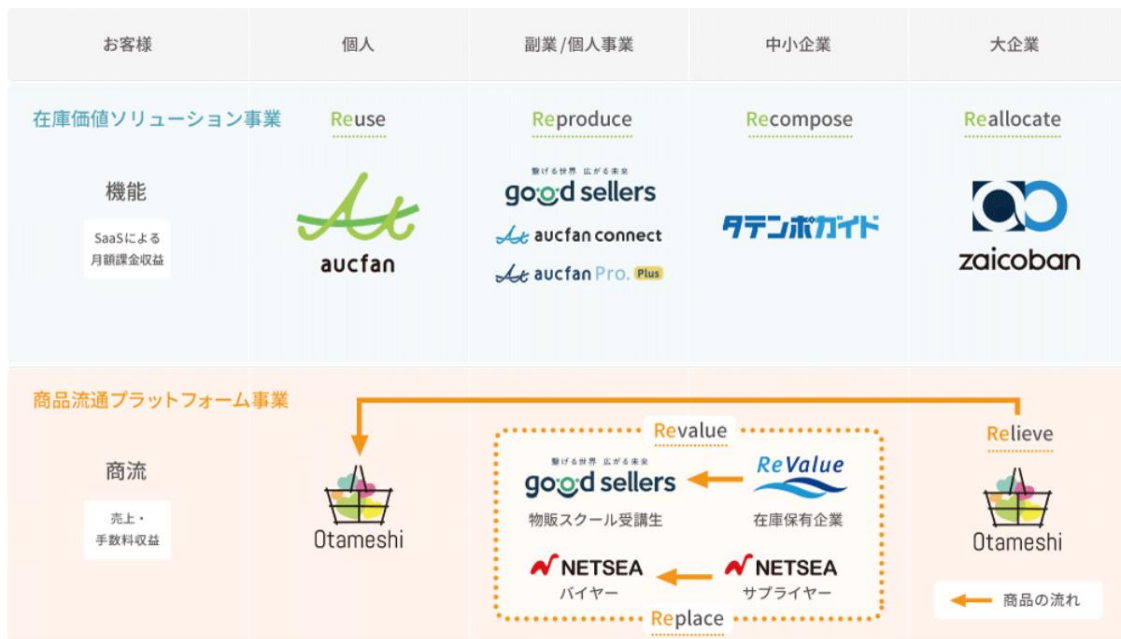 お客様
個人
副業/個人事業
中小企業
大企業
在庫価値ソリューション事業
Reuse
Reproduce
Recompose
Reallocate
機能
SaaSによる
月額課金収益
aucfan
繋げる世界 広がる未来
good sellers
aucfan connect
aucfan Pro. Plus
タテンポガイド
zaicoban
商品流通プラットフォーム事業
商流
売上・
手数料収益
Otameshi
Revalue
繋げる世界 広がる未来
good sellers
物販スクール受講生
ReValue
在庫保有企業
NETSEA
バイヤー
NETSEA
サプライヤー
Replace
Relieve
Otameshi
商品の流れ